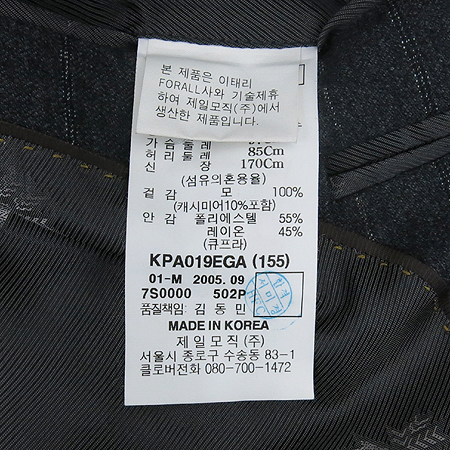 본 제품은 이태리
FORALL사와 기술제휴
하여 제일모직(주)에서
생산한 제품입니다.
가슴둘레
허리둘레 85Cm
신 장 170Cm
(섬유의혼용율)
겉 감 모 100%
(캐시미어10%포함)
안 감 폴리에스텔 55%
레이온 45%
(큐프라)
KPA019EGA (155)
01-M 2005. 09
7S0000 502P
품질책임: 김 동 민
MADE IN KOREA
제 일 모 직 (주)
서울시 종로구 수송동 83-1
클로버전화 080-700-1472